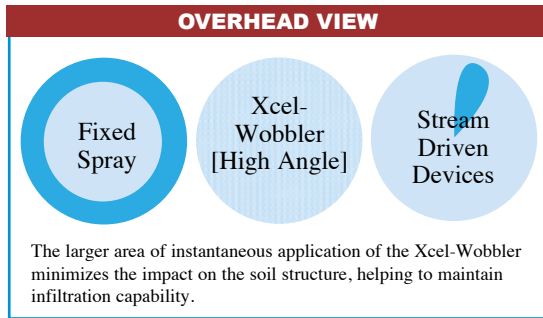 OVERHEAD VIEW
Fixed
Spray
Xcel-
Wobbler
[High Angle]
Stream
Driven
Devices
The larger area of instantaneous application of the Xcel-Wobbler
minimizes the impact on the soil structure, helping to maintain
infiltration capability.